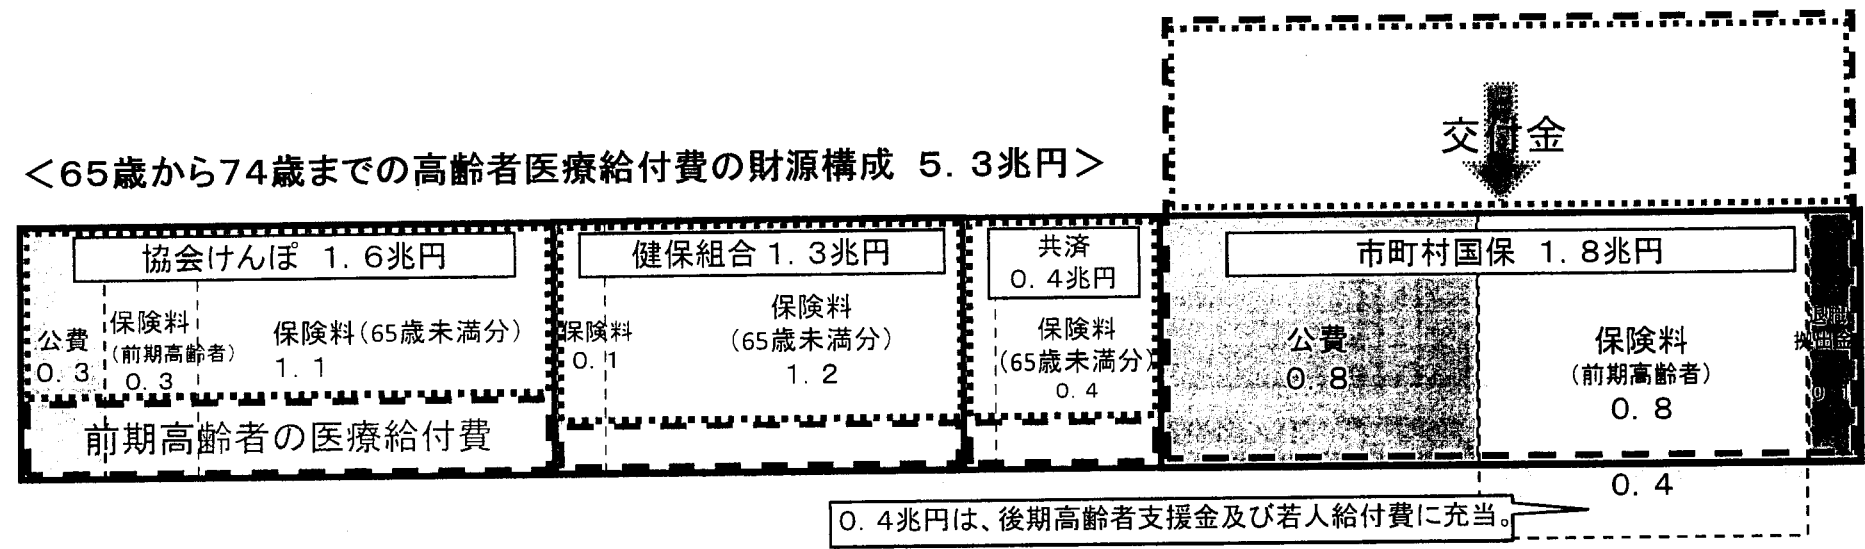 交付金
＜65歳から74歳までの高齢者医療給付費の財源構成 5.3兆円＞
協会けんぽ 1.6兆円
公費
0.3
保険料
（前期高齢者）
0.3
保険料（65歳未満分）
1.1
前期高齢者の医療給付費
健保組合 1.3兆円
保険料
0.1
保険料
（65歳未満分）
1.2
共済
0.4兆円
保険料
（65歳未満分）
0.4
市町村国保 1.8兆円
公費
0.8
保険料
（前期高齢者）
0.8
0.4
0.4兆円は、後期高齢者支援金及び若人給付費に充当。